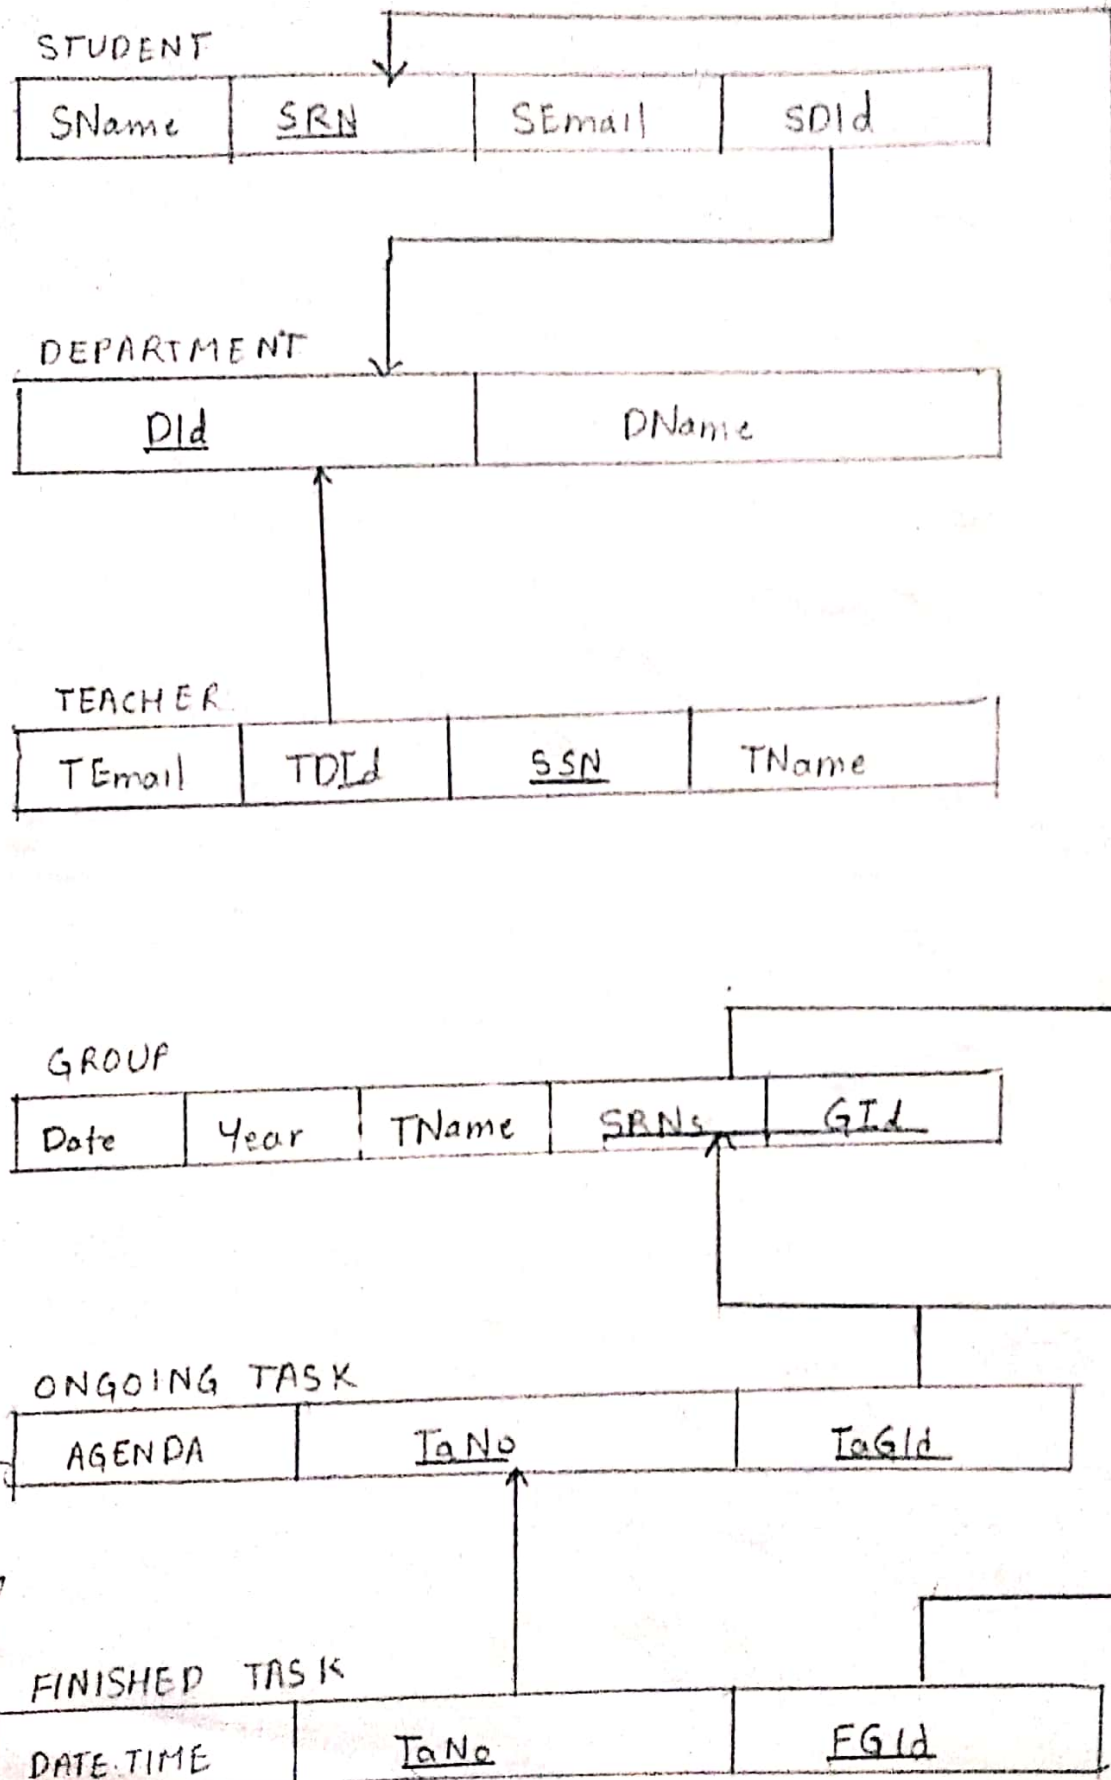 STUDENT
SName SRN SEmail SDId
DEPARTMENT
DId DName
TEACHER
TEmail TDId SSN TName
GROUP
Date Year TName SRNs GId
ONGOING TASK
AGENDA TaNo TaGId
FINISHED TASK
DATE.TIME TaNo FGId